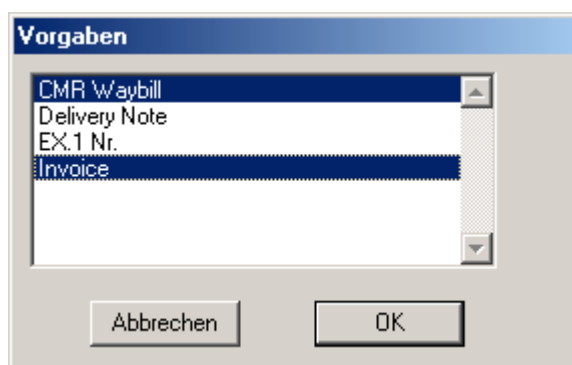 Vorgaben
CMR Waybill
Delivery Note
EX.1 Nr.
Invoice
Abbrechen OK